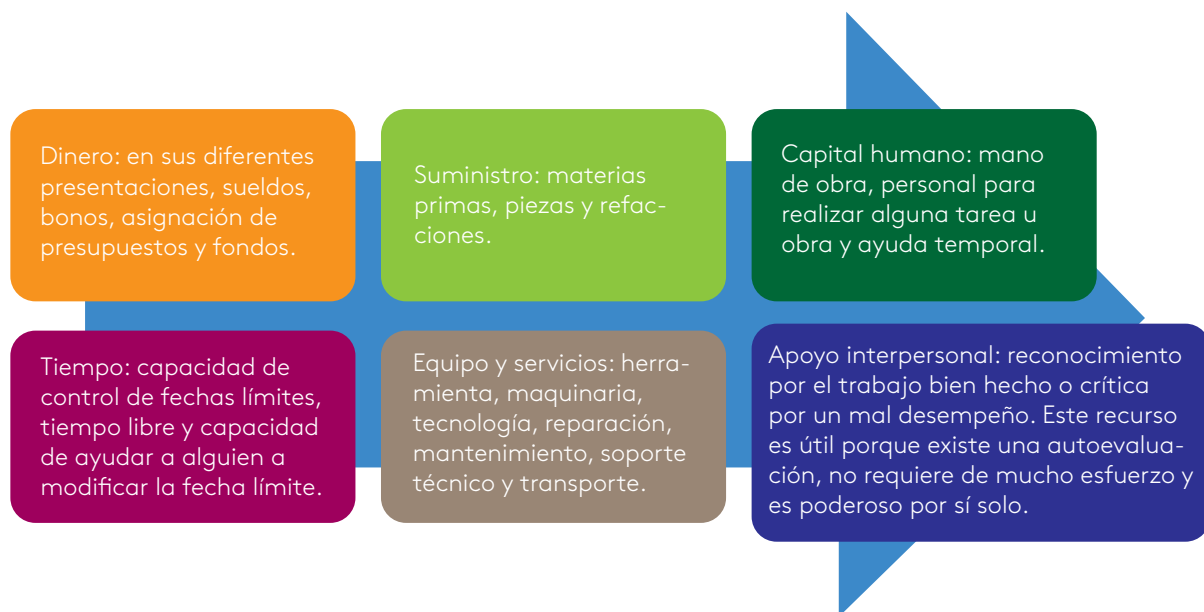 Dinero: en sus diferentes
presentaciones, sueldos,
bonos, asignación de
presupuestos y fondos.
Suministro: materias
primas, piezas y refac-
ciones.
Capital humano: mano
de obra, personal para
realizar alguna tarea u
obra y ayuda temporal.
Tiempo: capacidad de
control de fechas límites,
tiempo libre y capacidad
de ayudar a alguien a
modificar la fecha límite.
Equipo y servicios: herra-
mienta, maquinaria,
tecnología, reparación,
mantenimiento, soporte
técnico y transporte.
Apoyo interpersonal: reconocimiento
por el trabajo bien hecho o crítica
por un mal desempeño. Este recurso
es útil porque existe una autoevalua-
ción, no requiere de mucho esfuerzo y
es poderoso por sí solo.